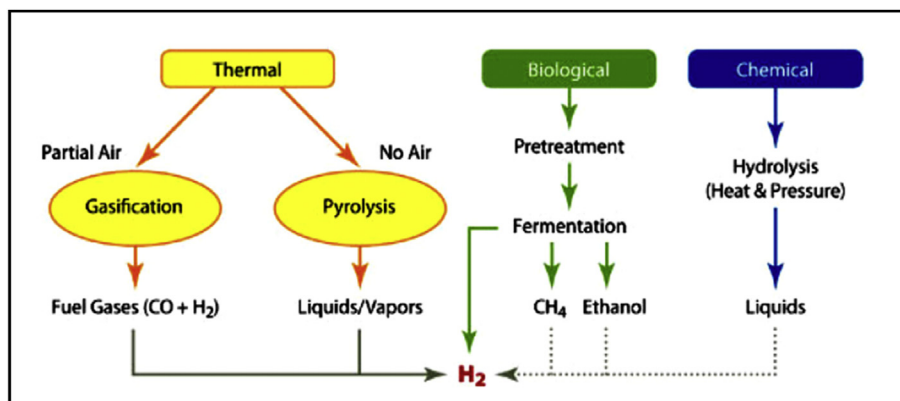 Thermal
Biological
Chemical
Partial Air
No Air
Pretreatment
Hydrolysis
(Heat & Pressure)
Gasification
Pyrolysis
Fermentation
Fuel Gases (CO + H₂)
Liquids/Vapors
CH₄
Ethanol
Liquids
H₂